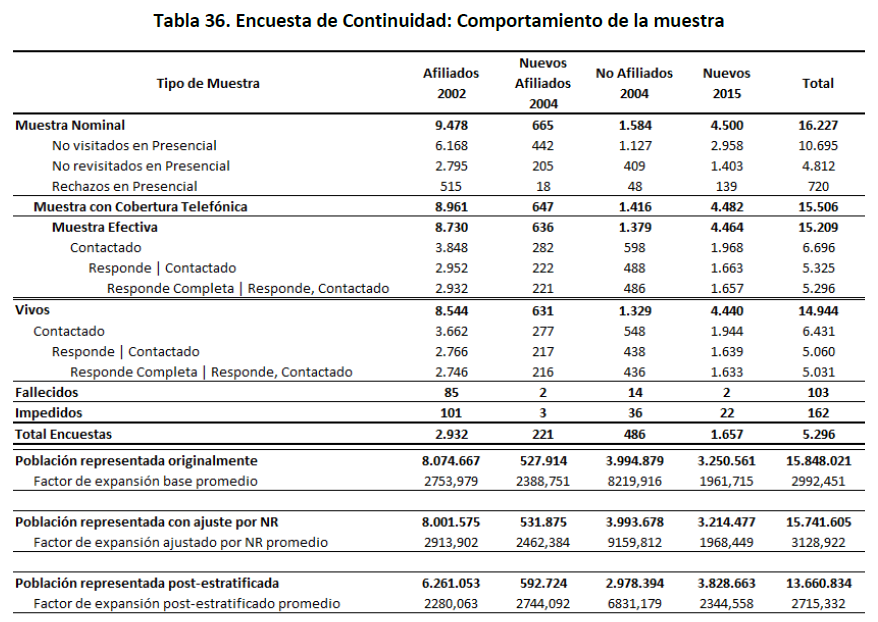 Tabla 36. Encuesta de Continuidad: Comportamiento de la muestra
Tipo de Muestra Afiliados 2002 Nuevos Afiliados 2004 No Afiliados 2004 Nuevos 2015 Total
Muestra Nominal 9.478 665 1.584 4.500 16.227
No visitados en Presencial 6.168 442 1.127 2.958 10.695
No revisitados en Presencial 2.795 205 409 1.403 4.812
Rechazos en Presencial 515 18 48 139 720
Muestra con Cobertura Telefónica 8.961 647 1.416 4.482 15.506
Muestra Efectiva 8.730 636 1.379 4.464 15.209
Contactado 3.848 282 598 1.968 6.696
Responde | Contactado 2.952 222 488 1.663 5.325
Responde Completa | Responde, Contactado 2.932 221 486 1.657 5.296
Vivos 8.544 631 1.329 4.440 14.944
Contactado 3.662 277 548 1.944 6.431
Responde | Contactado 2.766 217 438 1.639 5.060
Responde Completa | Responde, Contactado 2.746 216 436 1.633 5.031
Fallecidos 85 2 14 2 103
Impedidos 101 3 36 22 162
Total Encuestas 2.932 221 486 1.657 5.296
Población representada originalmente 8.074.667 527.914 3.994.879 3.250.561 15.848.021
Factor de expansión base promedio 2753,979 2388,751 8219,916 1961,715 2992,451
Población representada con ajuste por NR 8.001.575 531.875 3.993.678 3.214.477 15.741.605
Factor de expansión ajustado por NR promedio 2913,902 2462,384 9159,812 1968,449 3128,922
Población representada post-estratificada 6.261.053 592.724 2.978.394 3.828.663 13.660.834
Factor de expansión post-estratificado promedio 2280,063 2744,092 6831,179 2344,558 2715,332